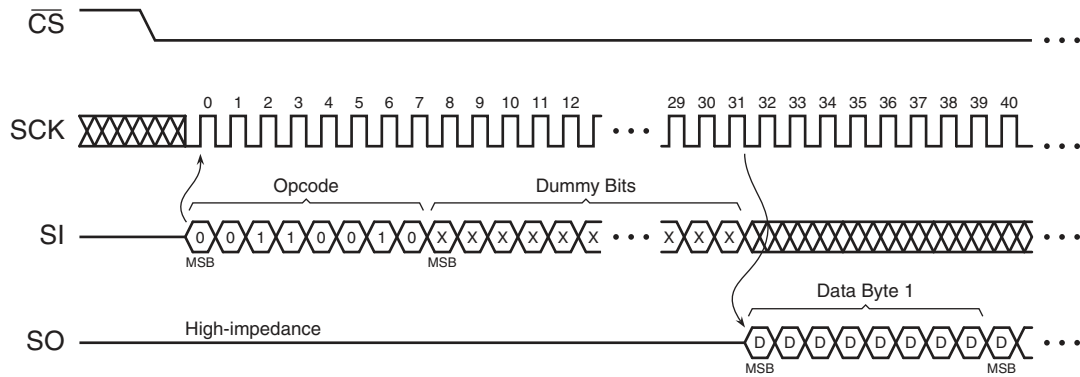 CS
SCK
0 1 2 3 4 5 6 7 8 9 10 11 12 29 30 31 32 33 34 35 36 37 38 39 40
Opcode Dummy Bits
SI
0 0 1 1 0 0 1 0 X X X X X X X X X
MSB MSB
Data Byte 1
SO
High-impedance
D D D D D D D D D
MSB MSB